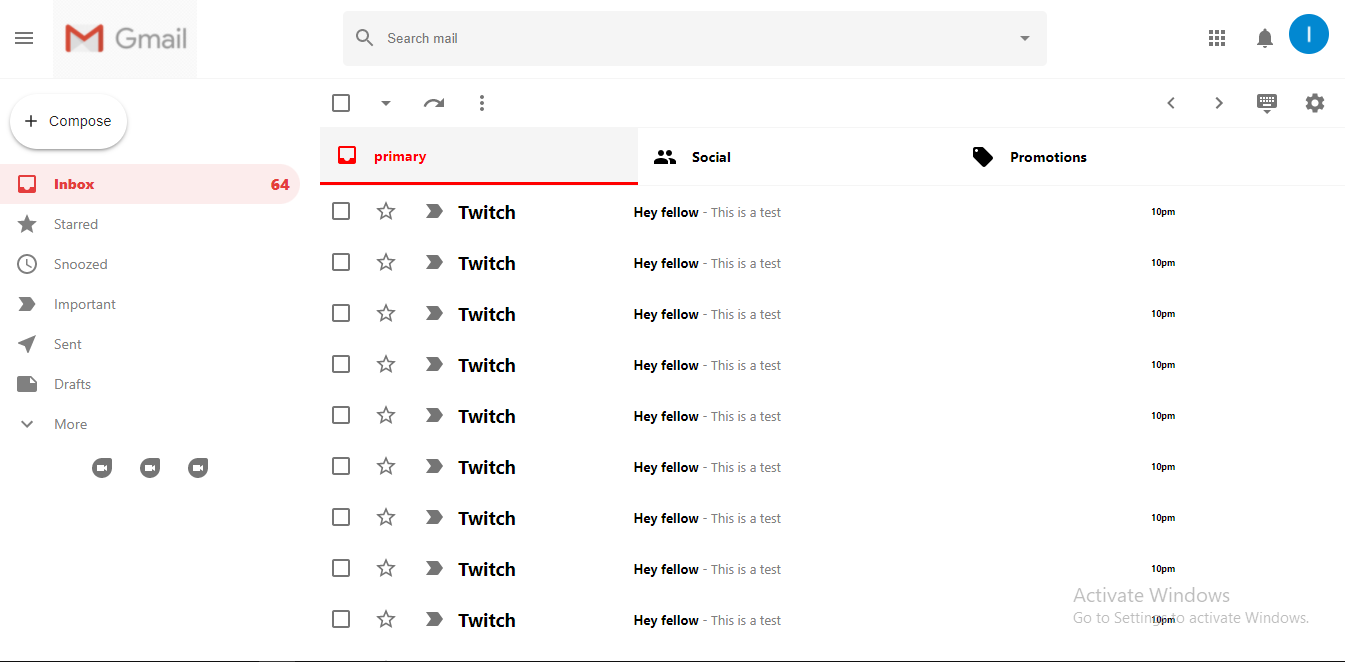 Gmail
Search mail
I
Compose
primary
Social
Promotions
Inbox 64
Starred
Snoozed
Important
Sent
Drafts
More
Twitch Hey fellow - This is a test 10pm
Twitch Hey fellow - This is a test 10pm
Twitch Hey fellow - This is a test 10pm
Twitch Hey fellow - This is a test 10pm
Twitch Hey fellow - This is a test 10pm
Twitch Hey fellow - This is a test 10pm
Twitch Hey fellow - This is a test 10pm
Twitch Hey fellow - This is a test 10pm
Twitch Hey fellow - This is a test 10pm
Activate Windows
Go to Settings to activate Windows.